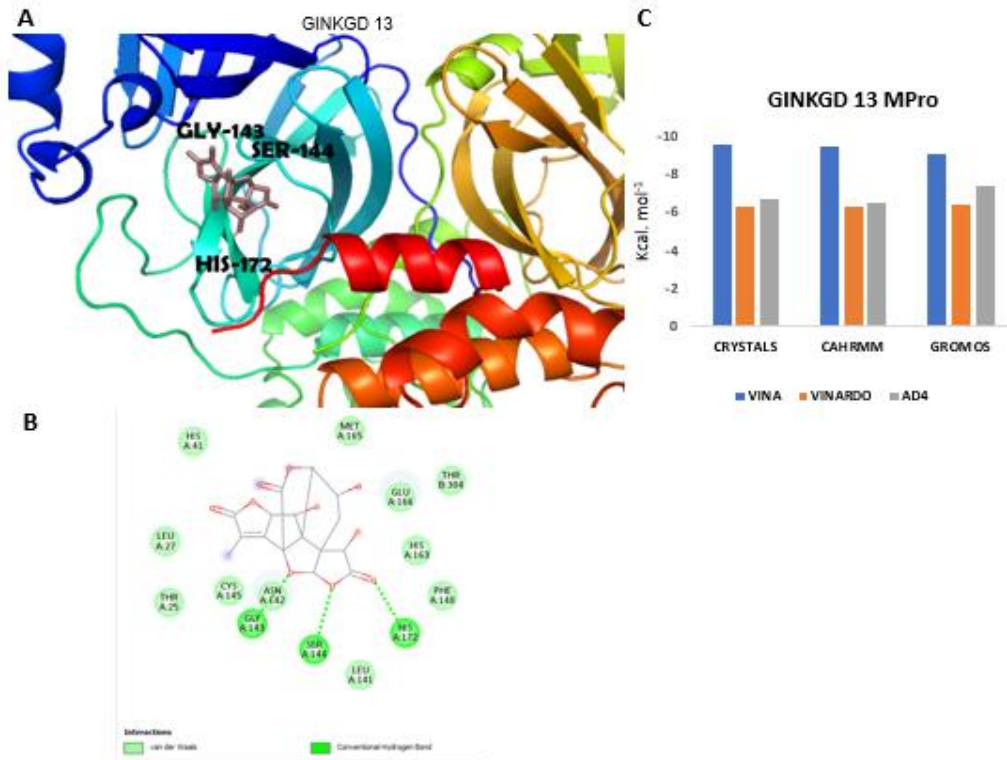 A
GINKGD 13
GLY-143
SER-144
HIS-172
B
HIS
A:41
MET
A:165
THR
B:304
GLU
A:166
LEU
A:27
HIS
A:163
CYS
A:145
ASN
THR
A:25
PHE
A:140
GLY
A:143
SER
A:144
HIS
A:172
LEU
A:141
Interactions
van der Waals
Conventional Hydrogen Bond
C
GINKGD 13 MPro
Kcal. mol-1
-10
-8
-6
-4
-2
0
CRYSTALS CAHRMM GROMOS
VINA VINARDO AD4